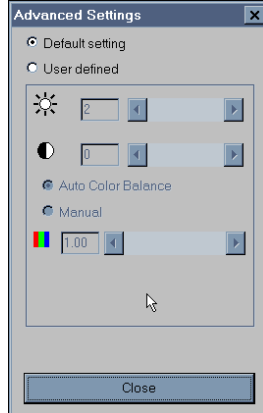 Advanced Settings
Default setting
User defined
2
0
Auto Color Balance
Manual
1.00
Close